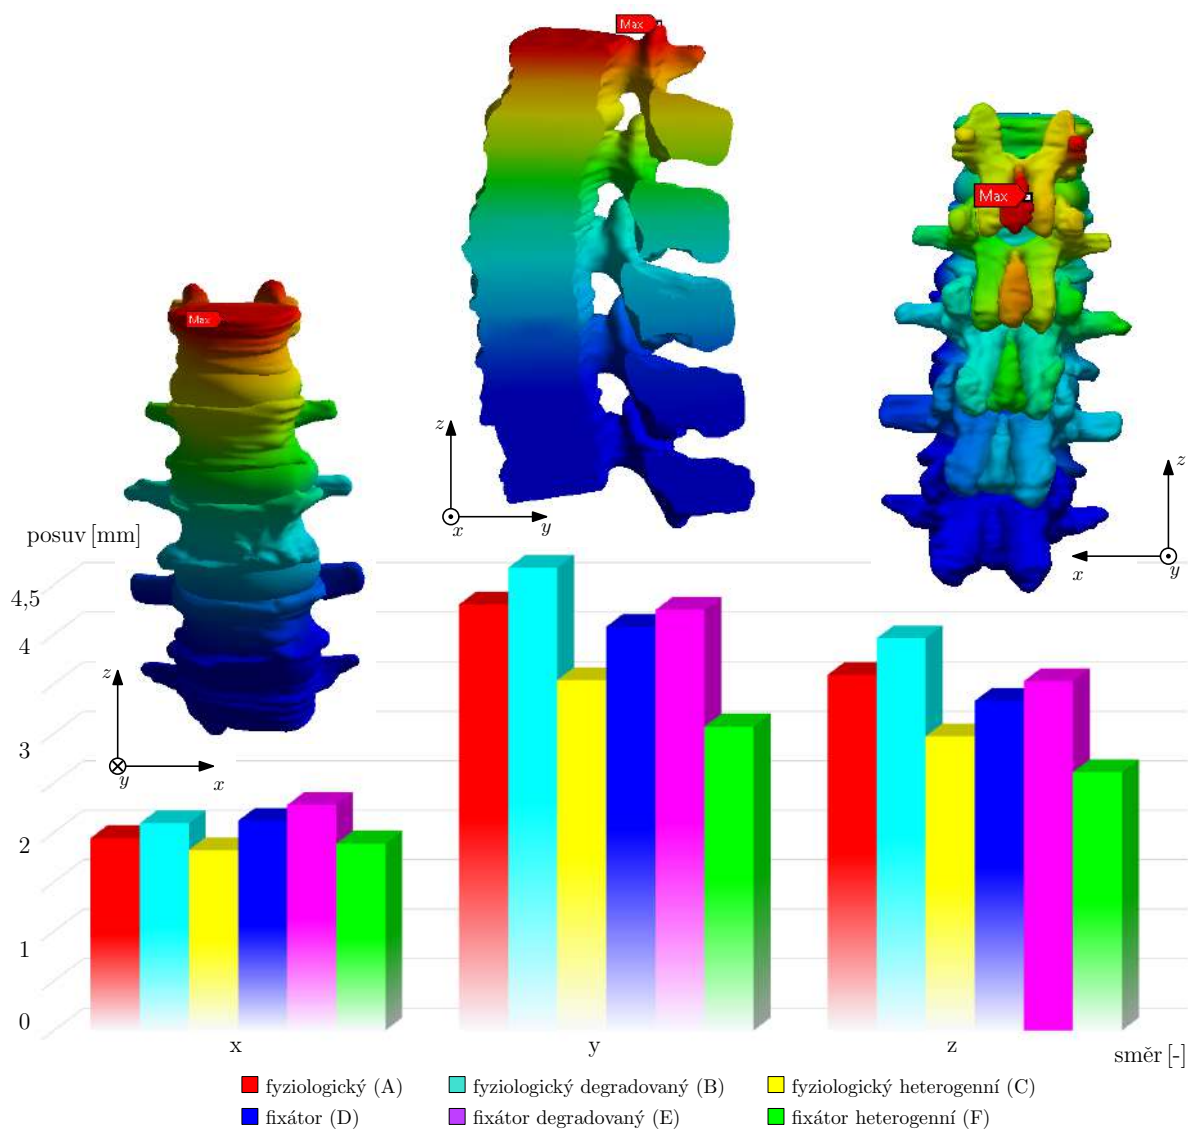 Max
Max
Max
z
x
y
z
x
y
posuv [mm]
4,5
4
z
y
x
3
2
1
0
x
y
z
směr [-]
fyziologický (A)
fyziologický degradovaný (B)
fyziologický heterogenní (C)
fixátor (D)
fixátor degradovaný (E)
fixátor heterogenní (F)